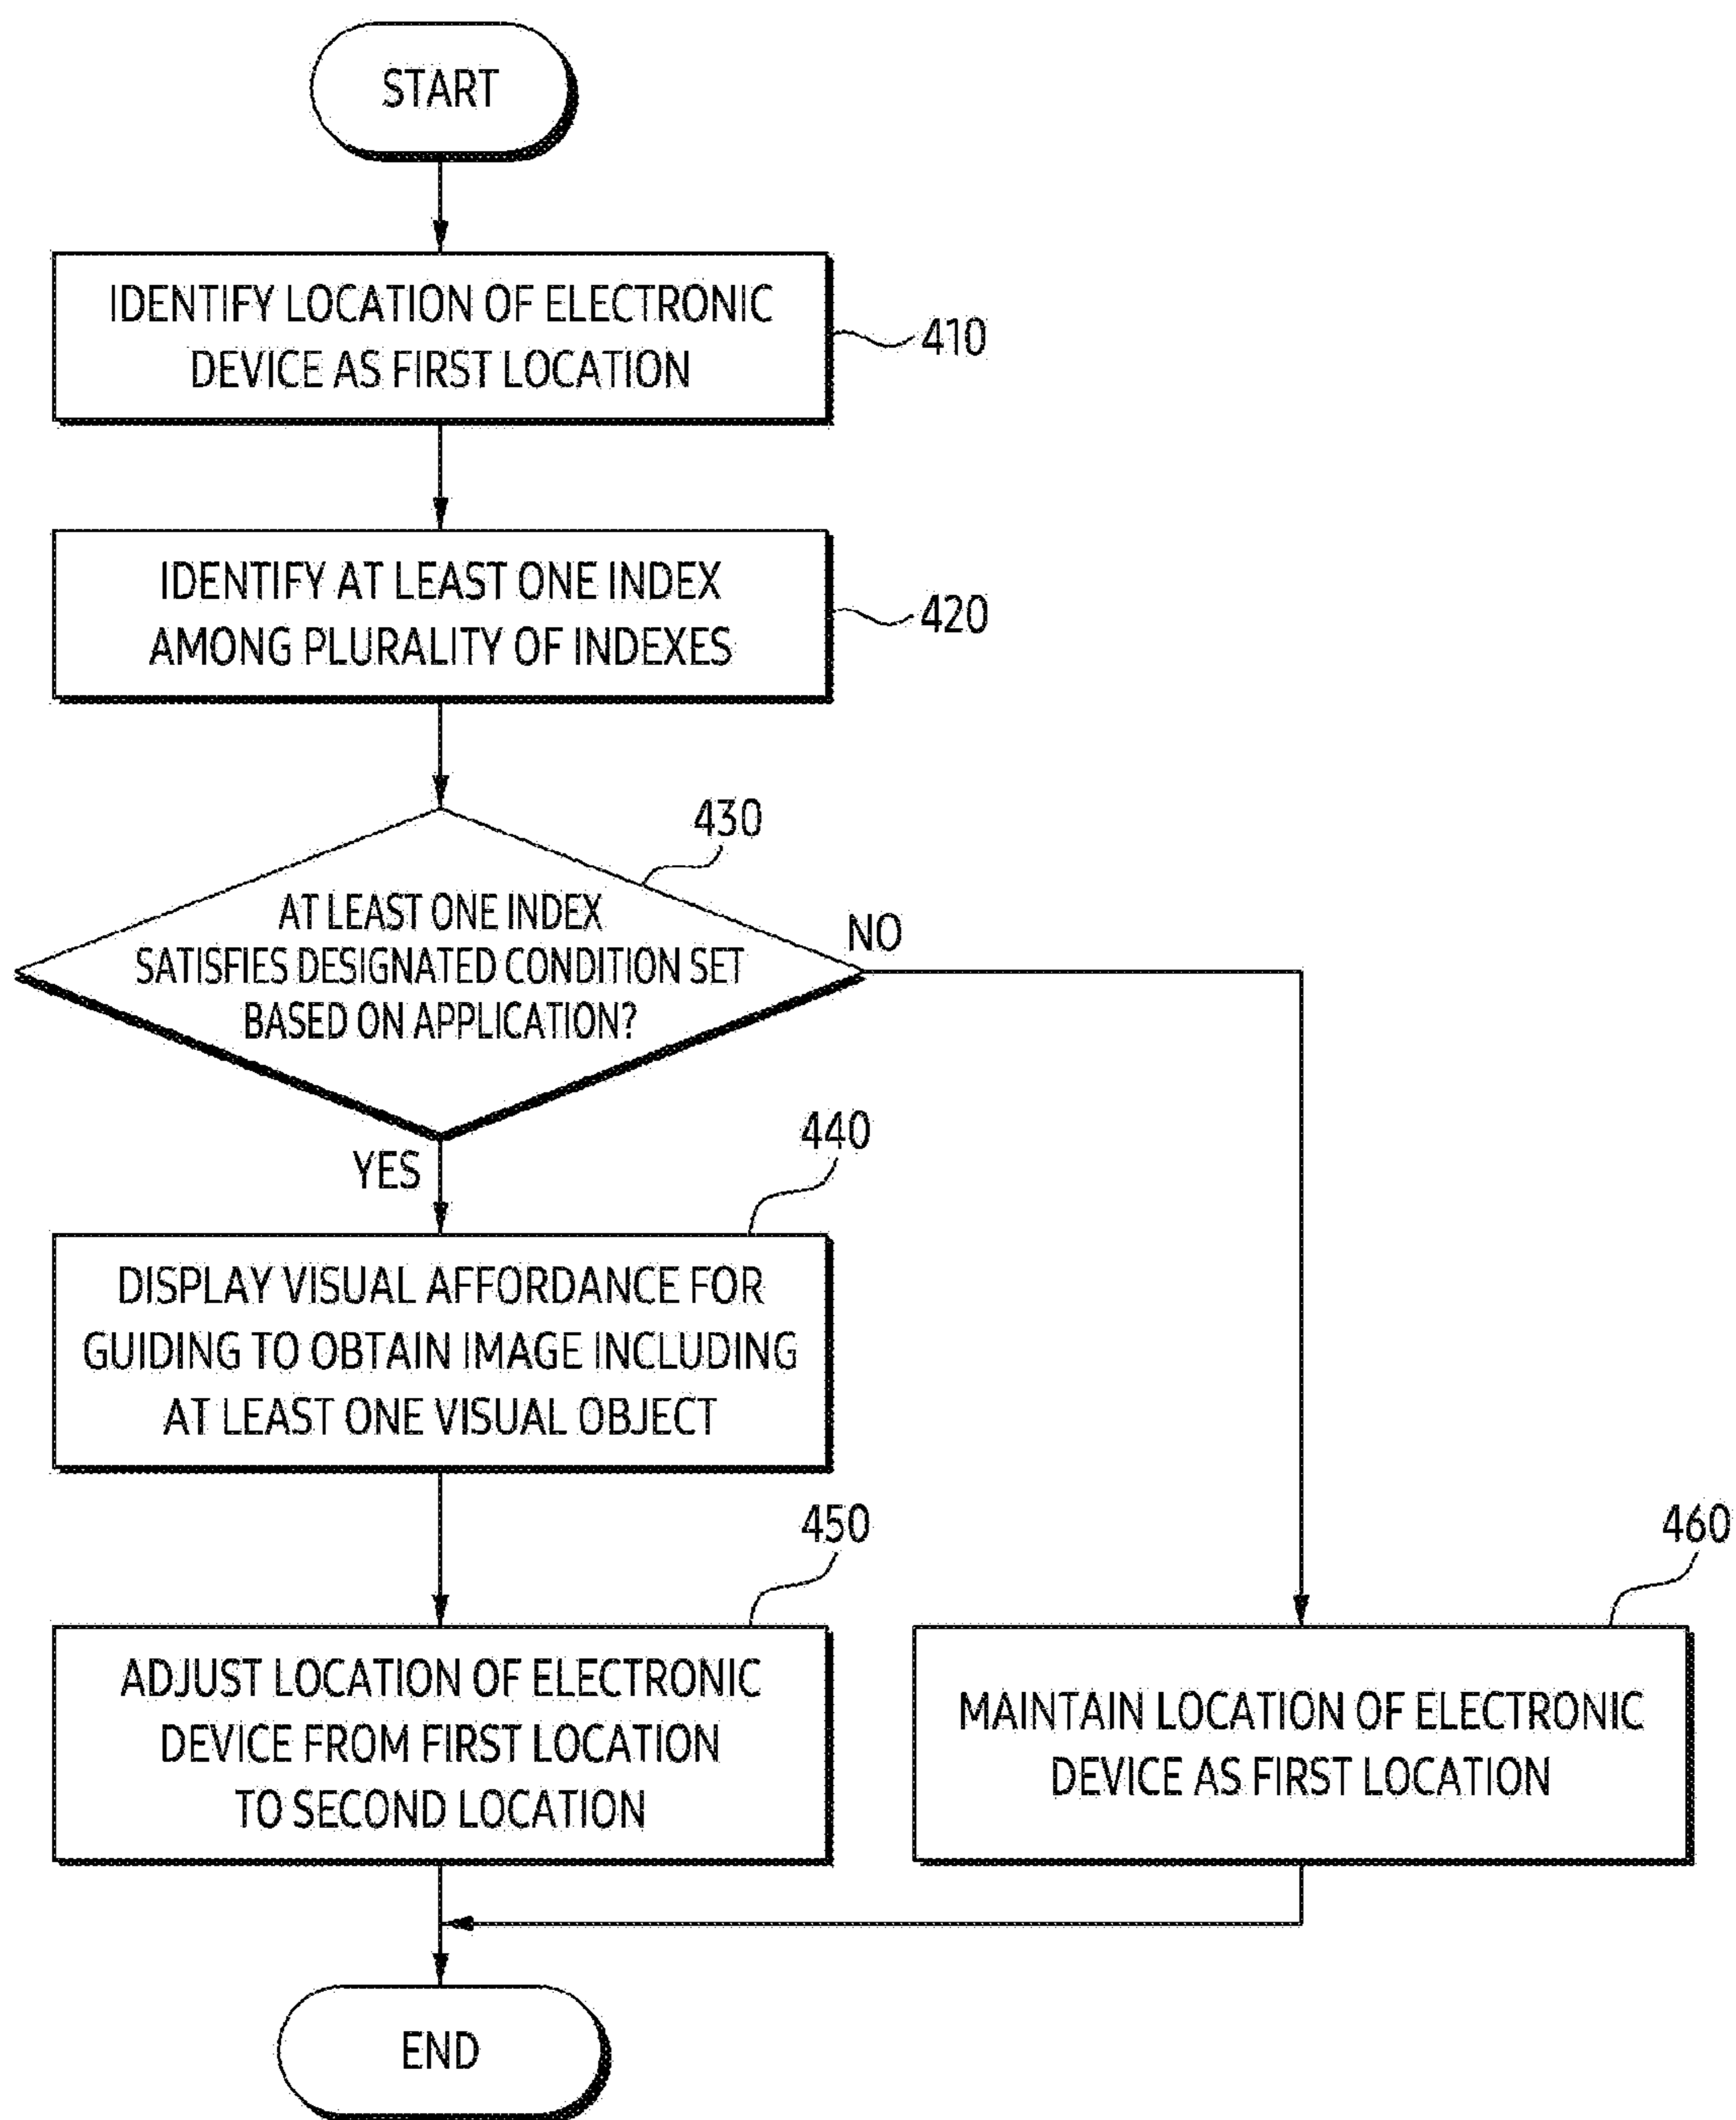 START
IDENTIFY LOCATION OF ELECTRONIC
DEVICE AS FIRST LOCATION
410
IDENTIFY AT LEAST ONE INDEX
AMONG PLURALITY OF INDEXES
420
430
AT LEAST ONE INDEX
SATISFIES DESIGNATED CONDITION SET
BASED ON APPLICATION?
NO
YES
440
DISPLAY VISUAL AFFORDANCE FOR
GUIDING TO OBTAIN IMAGE INCLUDING
AT LEAST ONE VISUAL OBJECT
450
ADJUST LOCATION OF ELECTRONIC
DEVICE FROM FIRST LOCATION
TO SECOND LOCATION
460
MAINTAIN LOCATION OF ELECTRONIC
DEVICE AS FIRST LOCATION
END